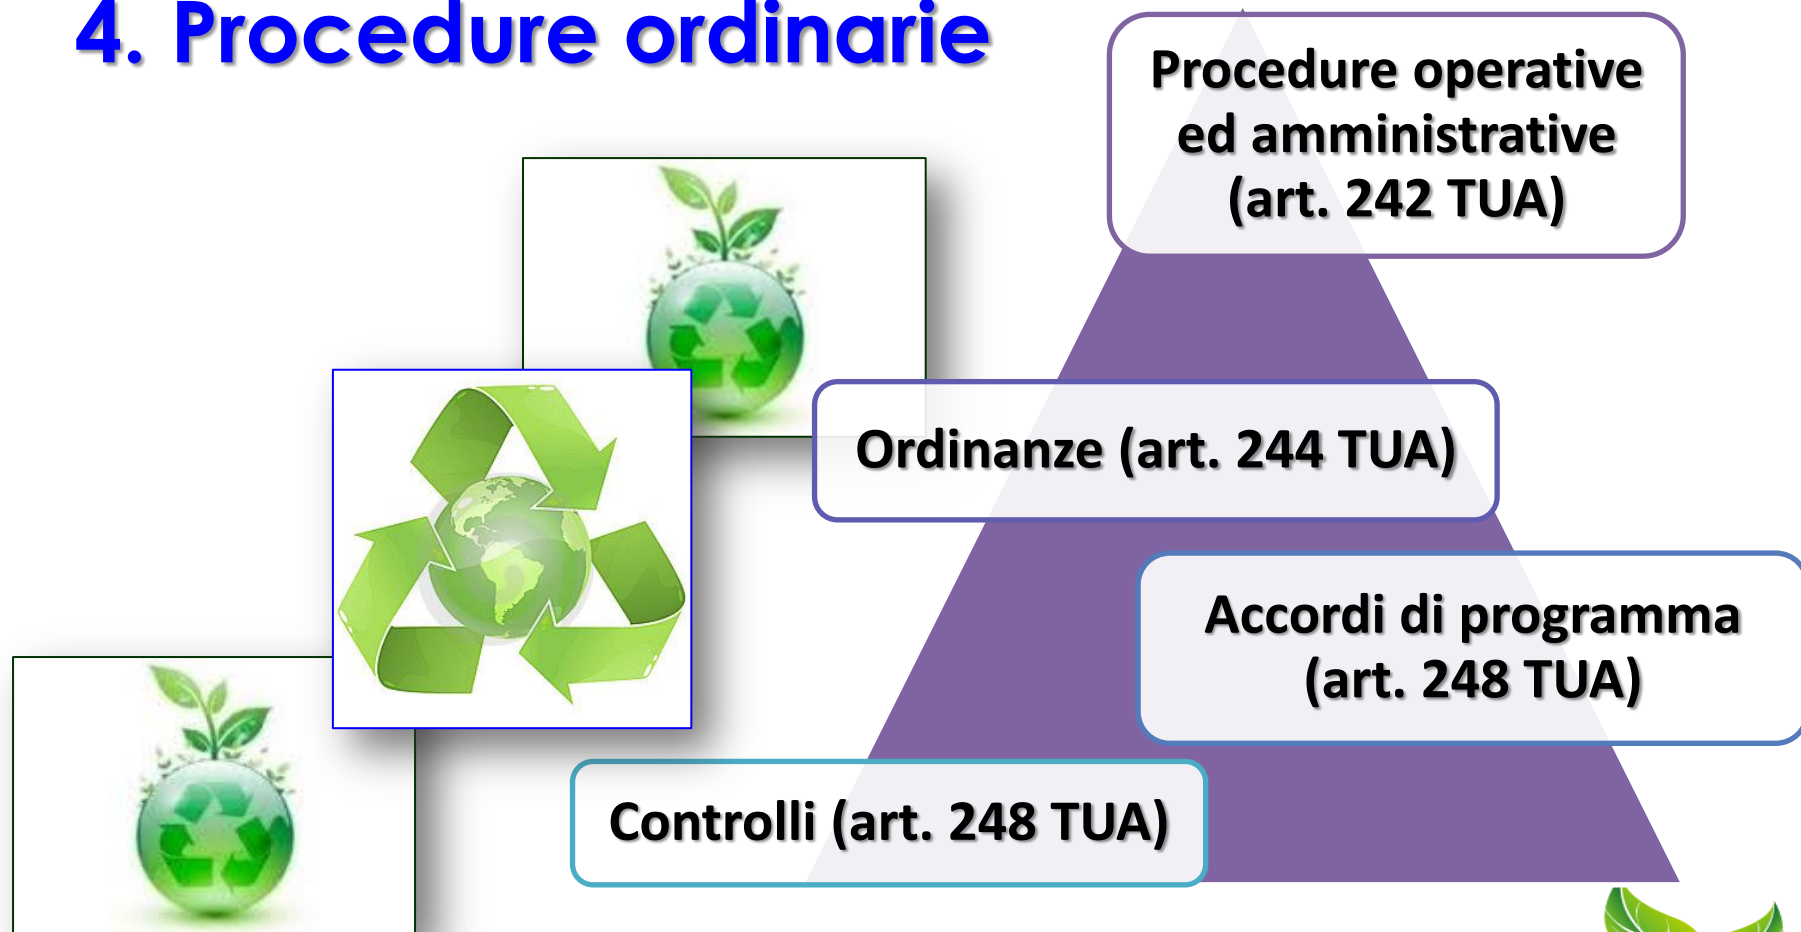 4. Procedure ordinarie
Procedure operative
ed amministrative
(art. 242 TUA)
Ordinanze (art. 244 TUA)
Accordi di programma
(art. 248 TUA)
Controlli (art. 248 TUA)